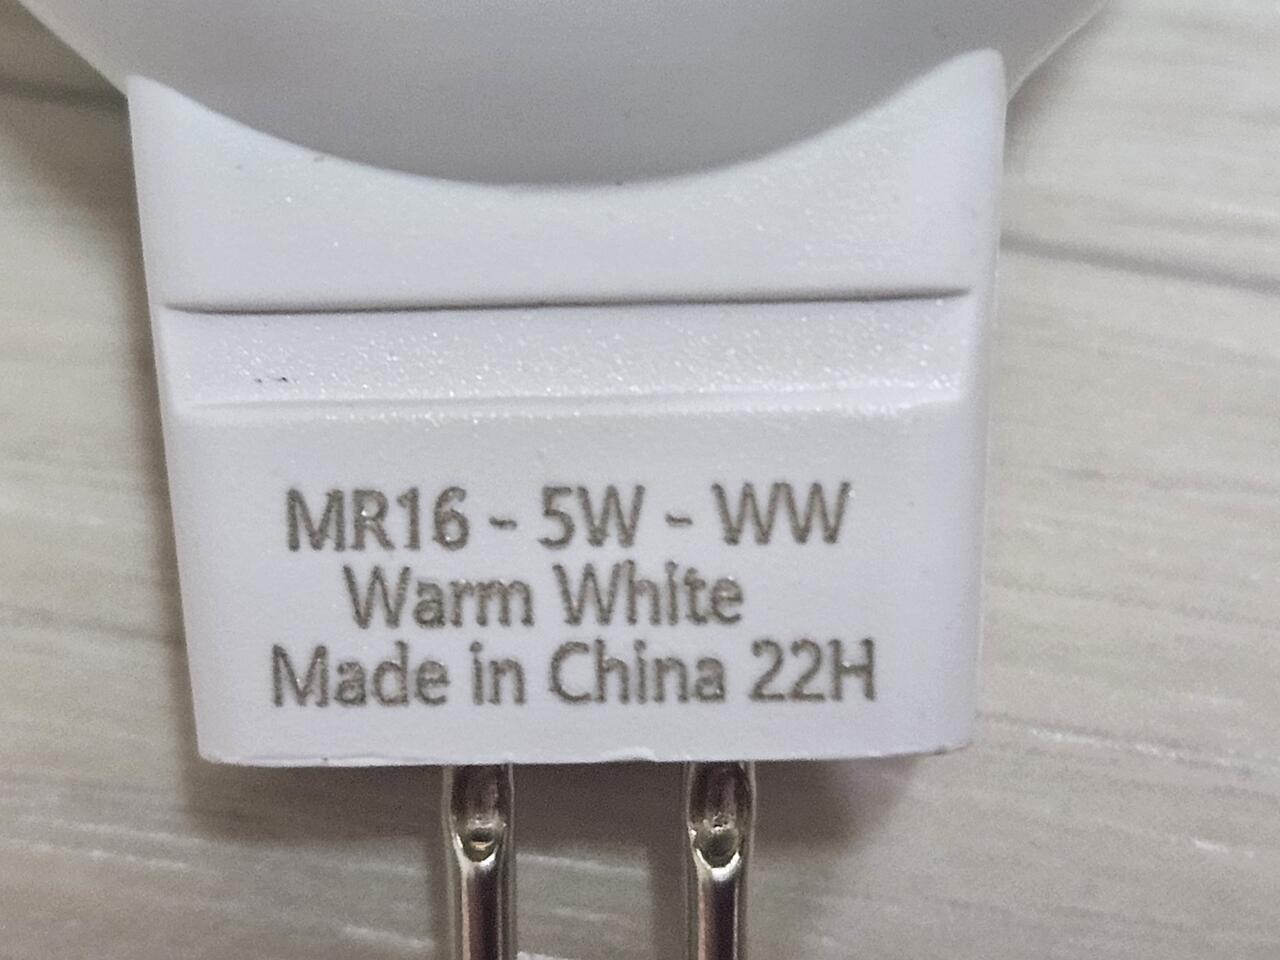 MR16 - 5W - WW
Warm White
Made in China 22H